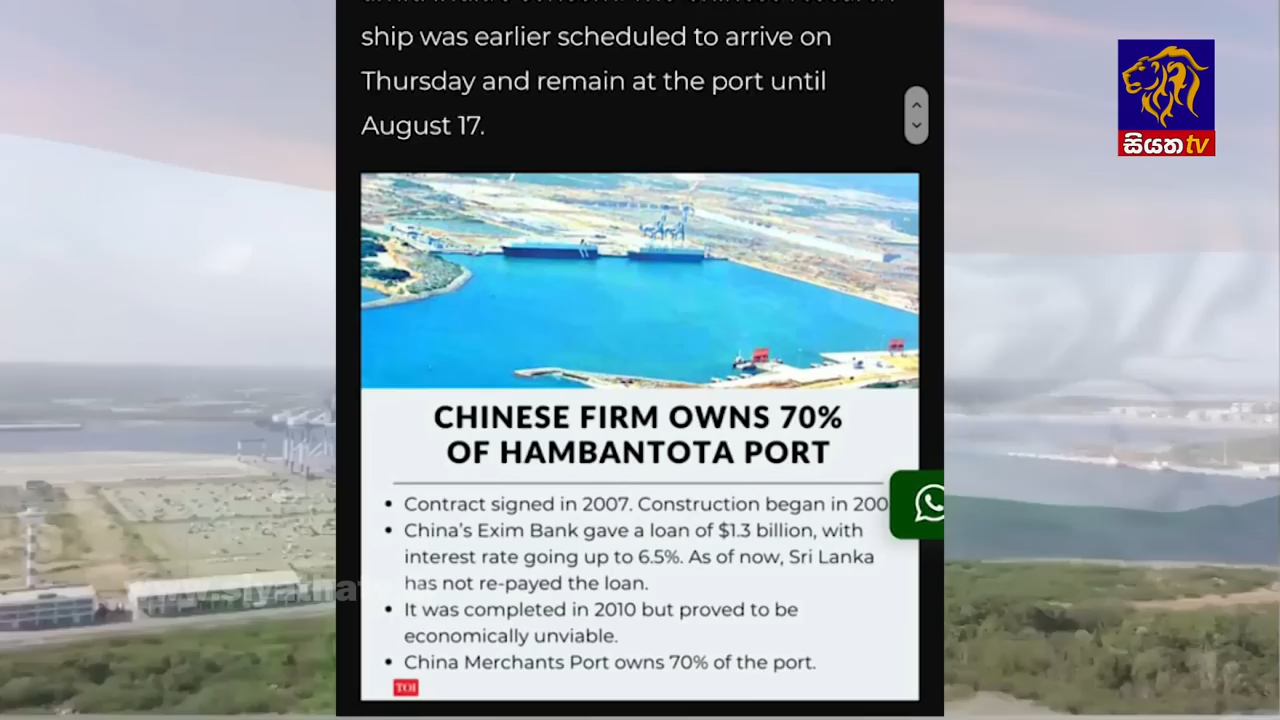 ship was earlier scheduled to arrive on
Thursday and remain at the port until
August 17.
සියත tv
CHINESE FIRM OWNS 70%
OF HAMBANTOTA PORT
• Contract signed in 2007. Construction began in 200
• China's Exim Bank gave a loan of $1.3 billion, with
interest rate going up to 6.5%. As of now, Sri Lanka
has not re-payed the loan.
• It was completed in 2010 but proved to be
economically unviable.
• China Merchants Port owns 70% of the port.
TOI